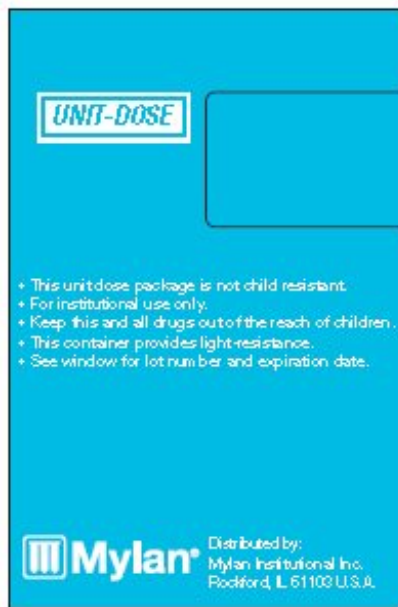 UNIT-DOSE
+ This unit dose package is not child resistant.
+ For institutional use only.
+ Keep this and all drugs out of the reach of children.
+ This container provides light-resistance.
+ See window for lot number and expiration date.
Mylan®
Distributed by:
Mylan Institutional Inc.
Rockford, IL 61103 U.S.A.